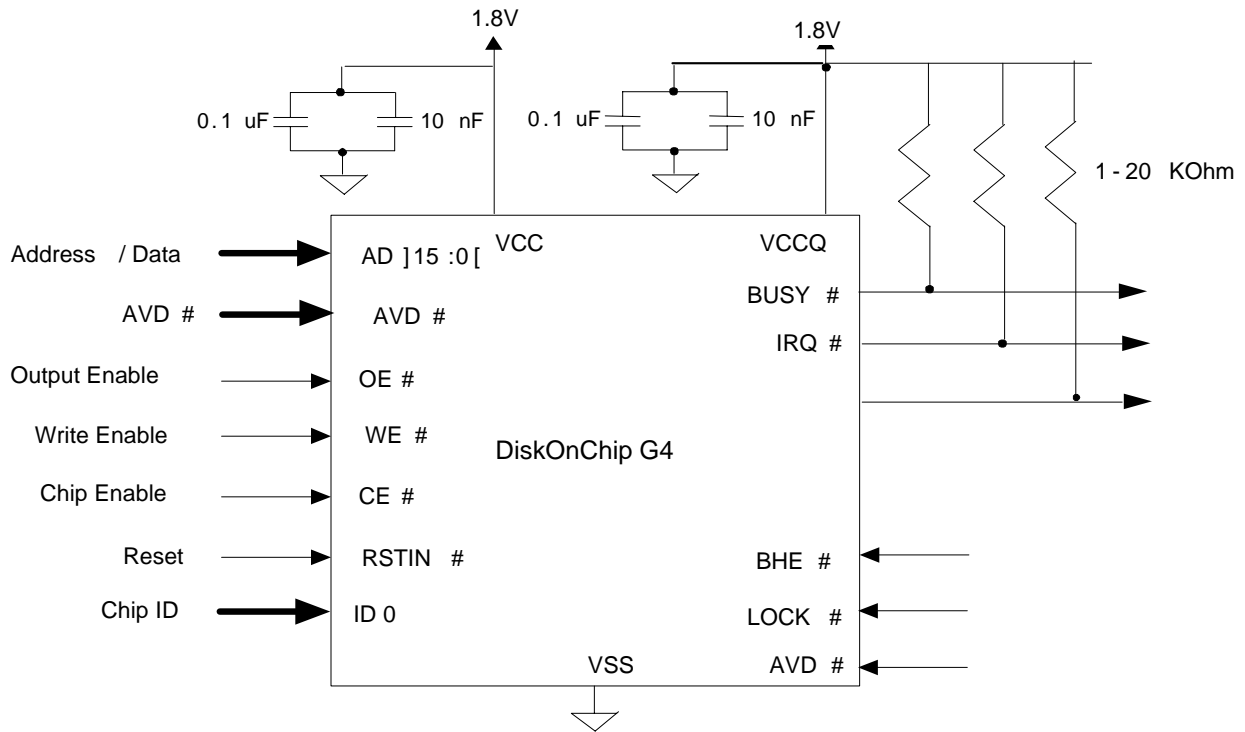 1.8V
1.8V
0.1 uF
10 nF
0.1 uF
10 nF
1 - 20 KOhm
Address / Data
AD ]15 :0 [
VCC
VCCQ
AVD #
AVD #
BUSY #
IRQ #
Output Enable
OE #
Write Enable
WE #
DiskOnChip G4
Chip Enable
CE #
Reset
RSTIN #
BHE #
Chip ID
ID 0
LOCK #
VSS
AVD #